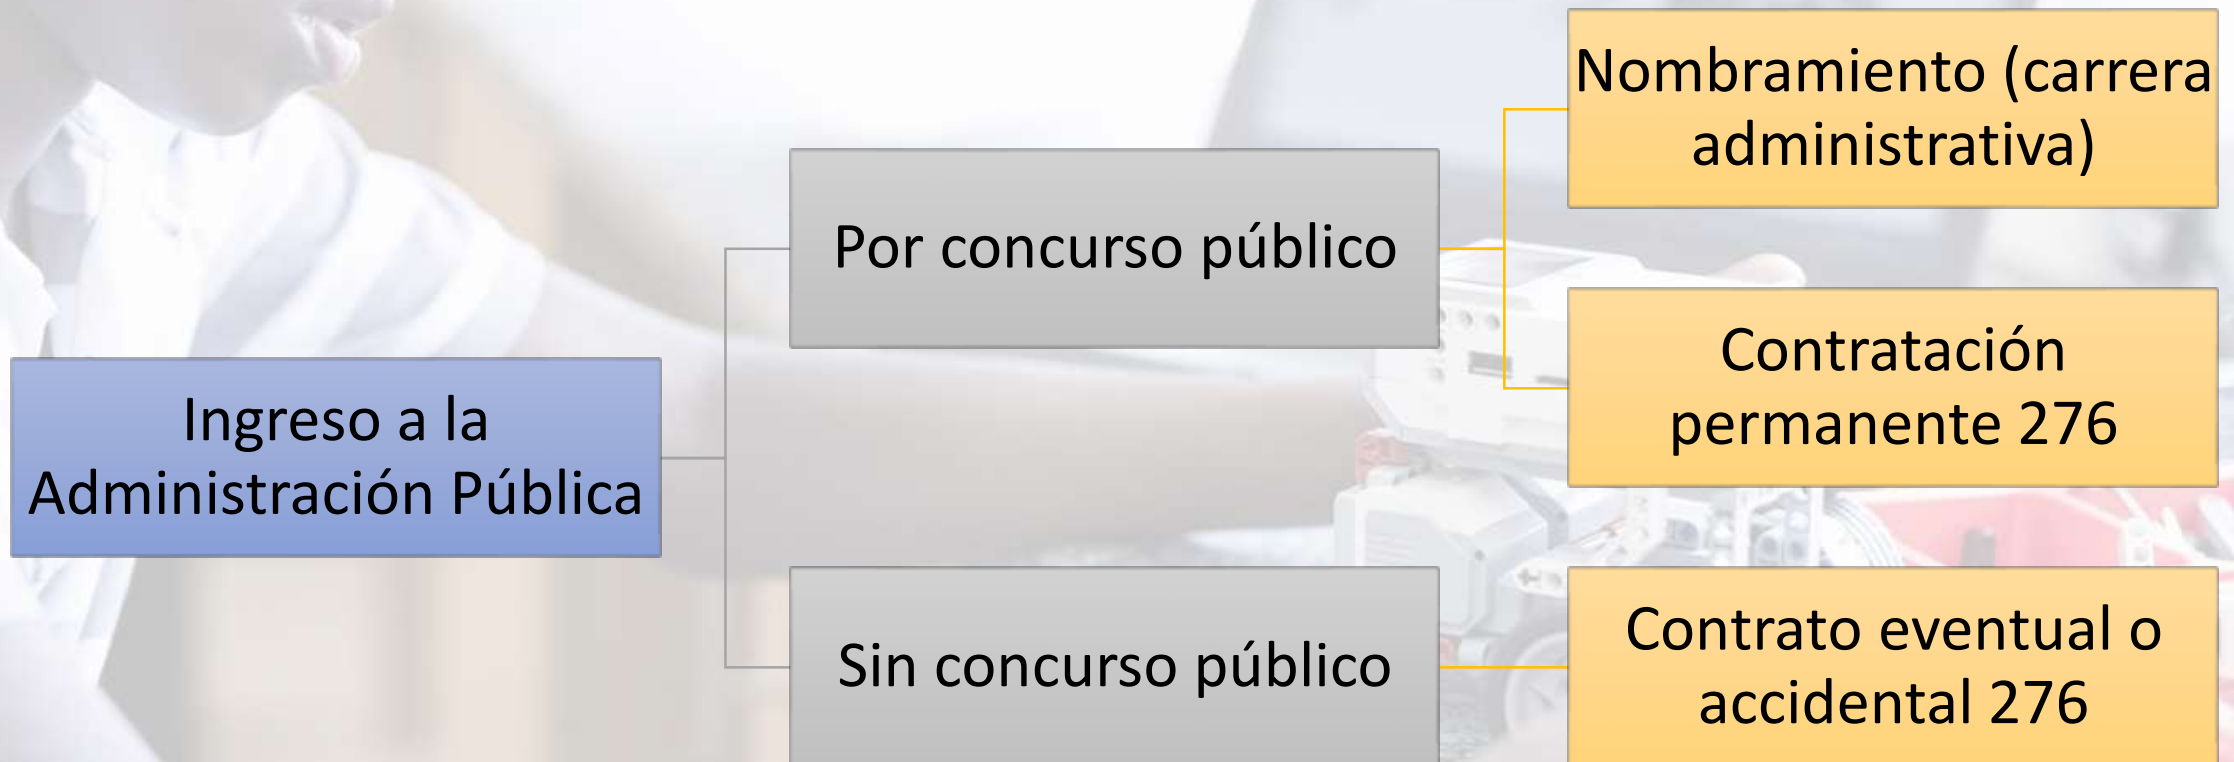 Ingreso a la
Administración Pública
Por concurso público
Nombramiento (carrera
administrativa)
Contratación
permanente 276
Sin concurso público
Contrato eventual o
accidental 276